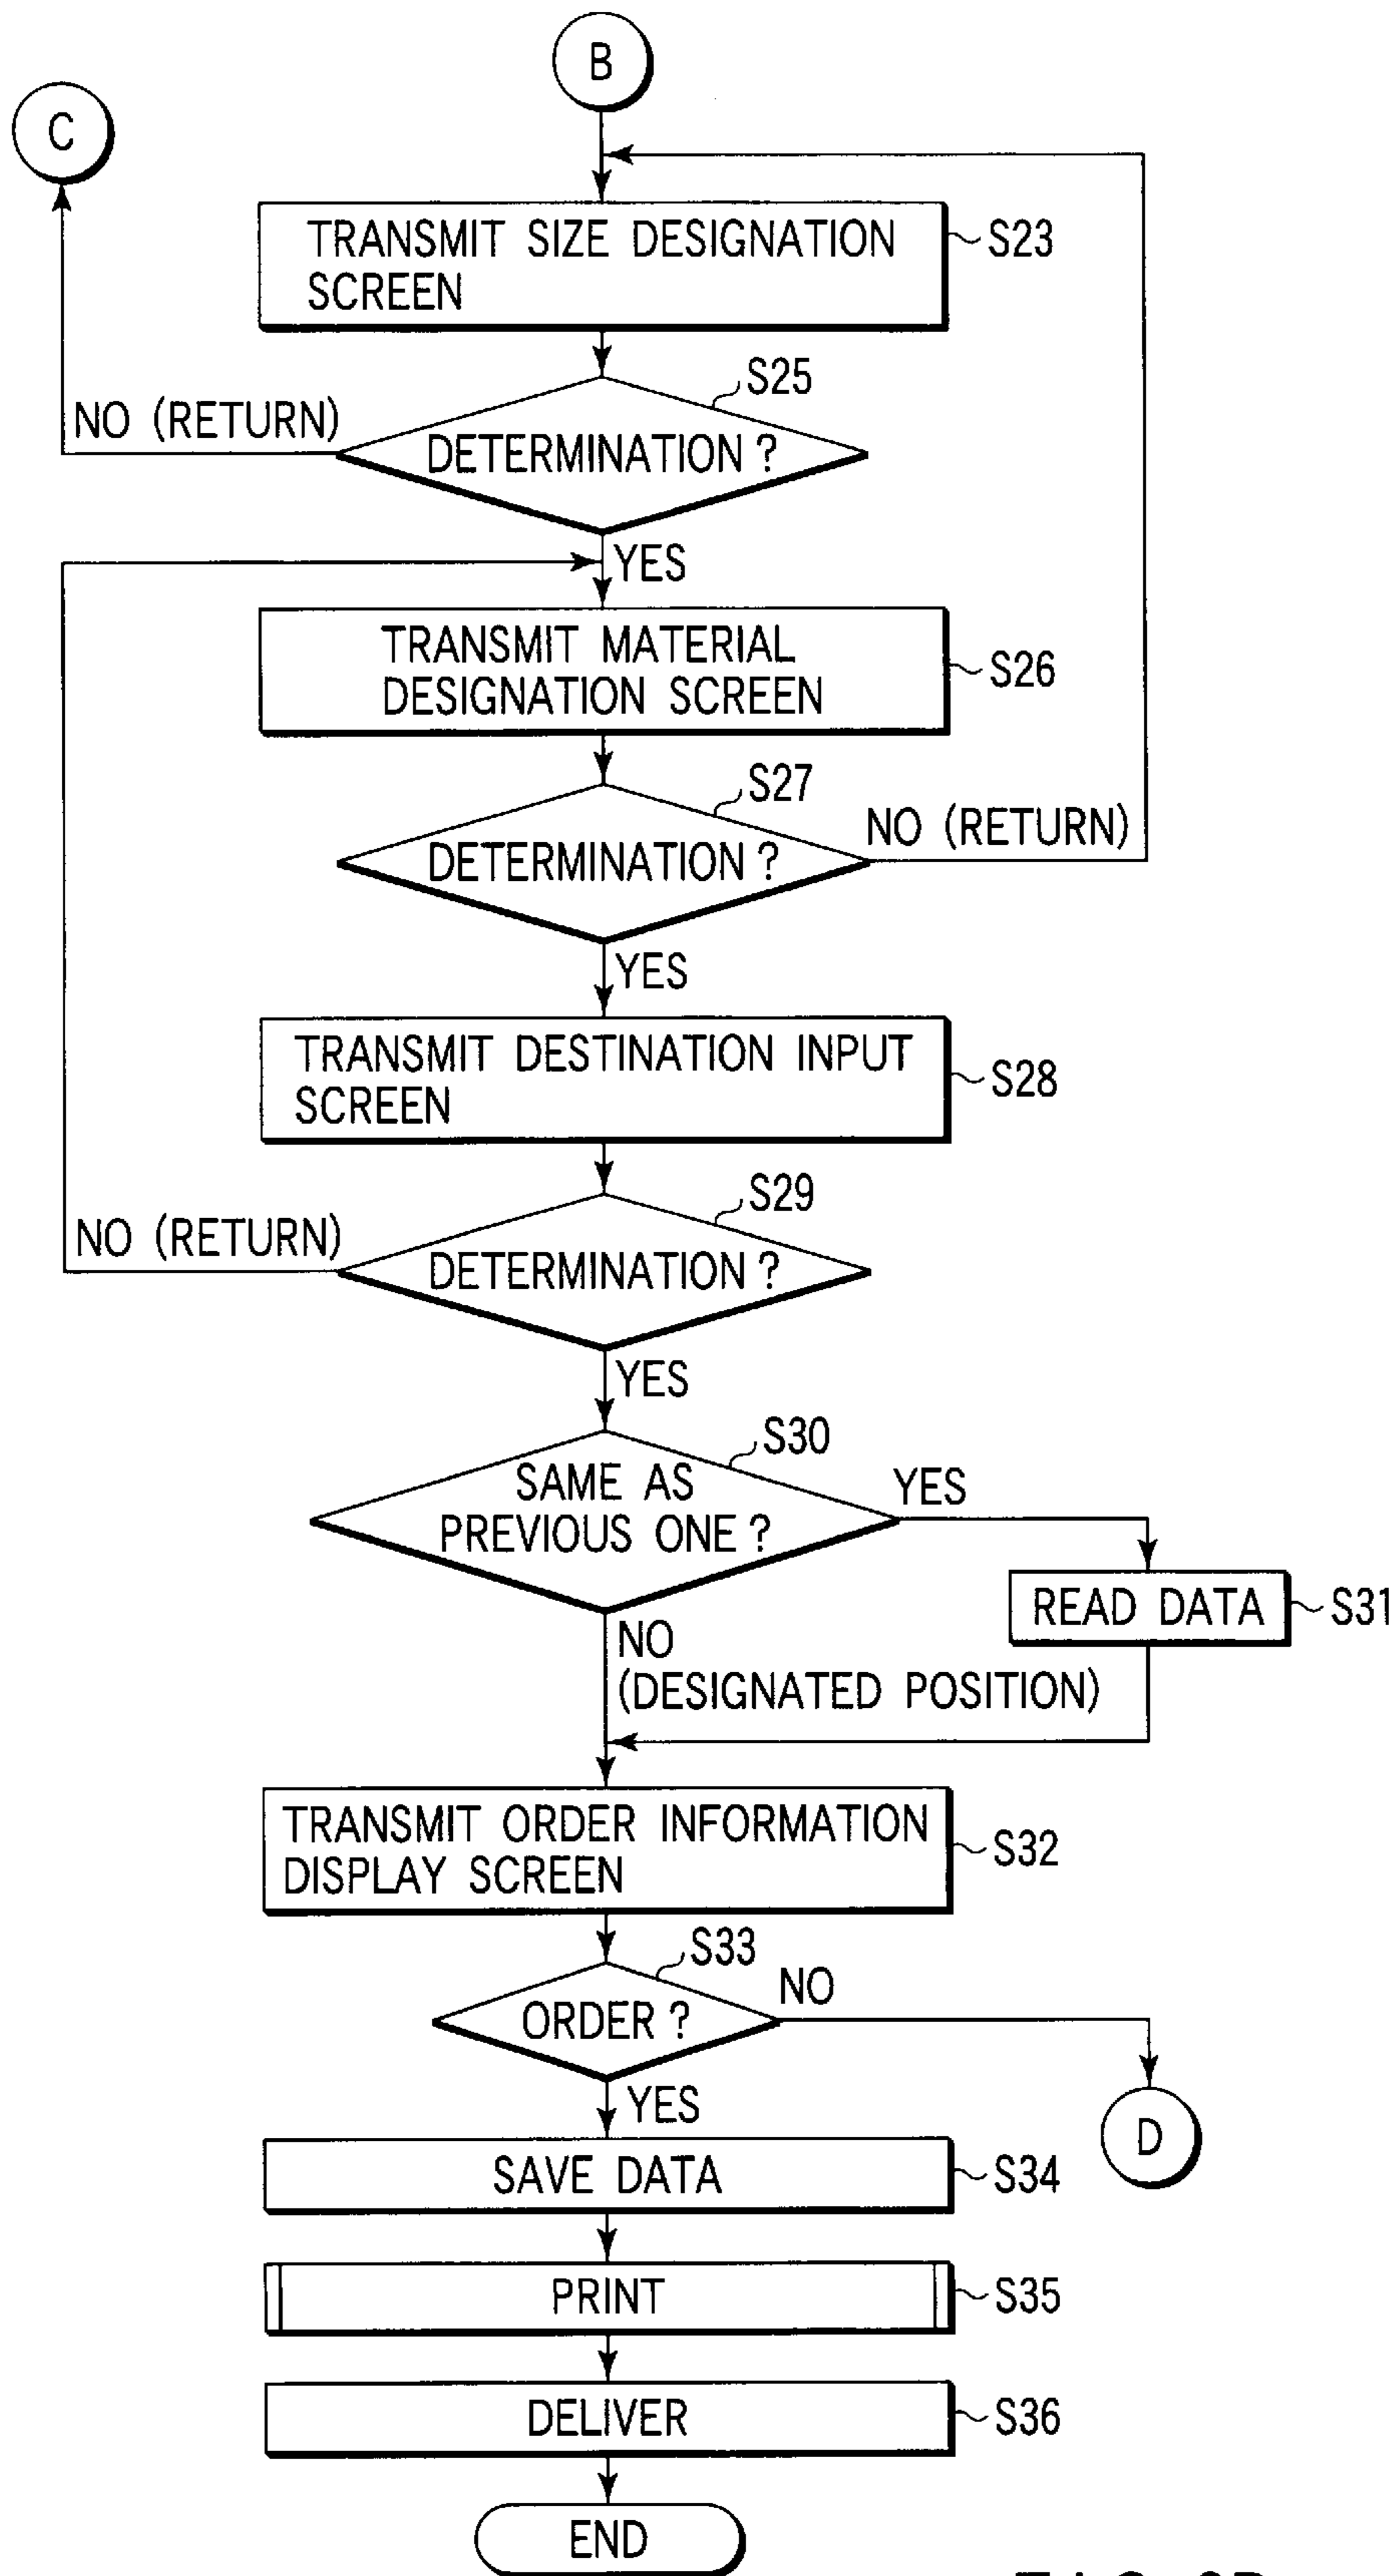 B
C
TRANSMIT SIZE DESIGNATION
SCREEN
S23
S25
NO (RETURN)
DETERMINATION ?
YES
TRANSMIT MATERIAL
DESIGNATION SCREEN
S26
S27
NO (RETURN)
DETERMINATION ?
YES
TRANSMIT DESTINATION INPUT
SCREEN
S28
S29
NO (RETURN)
DETERMINATION ?
YES
S30
SAME AS
PREVIOUS ONE ?
YES
READ DATA
S31
NO
(DESIGNATED POSITION)
TRANSMIT ORDER INFORMATION
DISPLAY SCREEN
S32
S33
NO
ORDER ?
YES
D
SAVE DATA
S34
PRINT
S35
DELIVER
S36
END